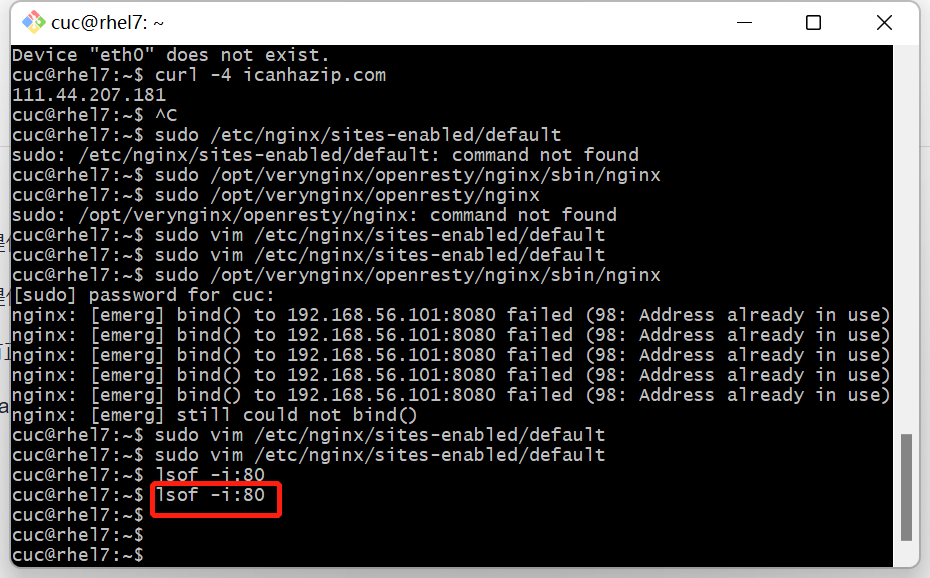 cuc@rhel7: ~
Device "eth0" does not exist.
cuc@rhel7:~$ curl -4 icanhazip.com
111.44.207.181
cuc@rhel7:~$ ^C
cuc@rhel7:~$ sudo /etc/nginx/sites-enabled/default
sudo: /etc/nginx/sites-enabled/default: command not found
cuc@rhel7:~$ sudo /opt/verynginx/openresty/nginx/sbin/nginx
cuc@rhel7:~$ sudo /opt/verynginx/openresty/nginx
sudo: /opt/verynginx/openresty/nginx: command not found
cuc@rhel7:~$ sudo vim /etc/nginx/sites-enabled/default
cuc@rhel7:~$ sudo vim /etc/nginx/sites-enabled/default
cuc@rhel7:~$ sudo /opt/verynginx/openresty/nginx/sbin/nginx
[sudo] password for cuc:
nginx: [emerg] bind() to 192.168.56.101:8080 failed (98: Address already in use)
nginx: [emerg] bind() to 192.168.56.101:8080 failed (98: Address already in use)
nginx: [emerg] bind() to 192.168.56.101:8080 failed (98: Address already in use)
nginx: [emerg] bind() to 192.168.56.101:8080 failed (98: Address already in use)
nginx: [emerg] bind() to 192.168.56.101:8080 failed (98: Address already in use)
nginx: [emerg] still could not bind()
cuc@rhel7:~$ sudo vim /etc/nginx/sites-enabled/default
cuc@rhel7:~$ sudo vim /etc/nginx/sites-enabled/default
cuc@rhel7:~$ lsof -i:80
cuc@rhel7:~$ lsof -i:80
cuc@rhel7:~$
cuc@rhel7:~$
cuc@rhel7:~$